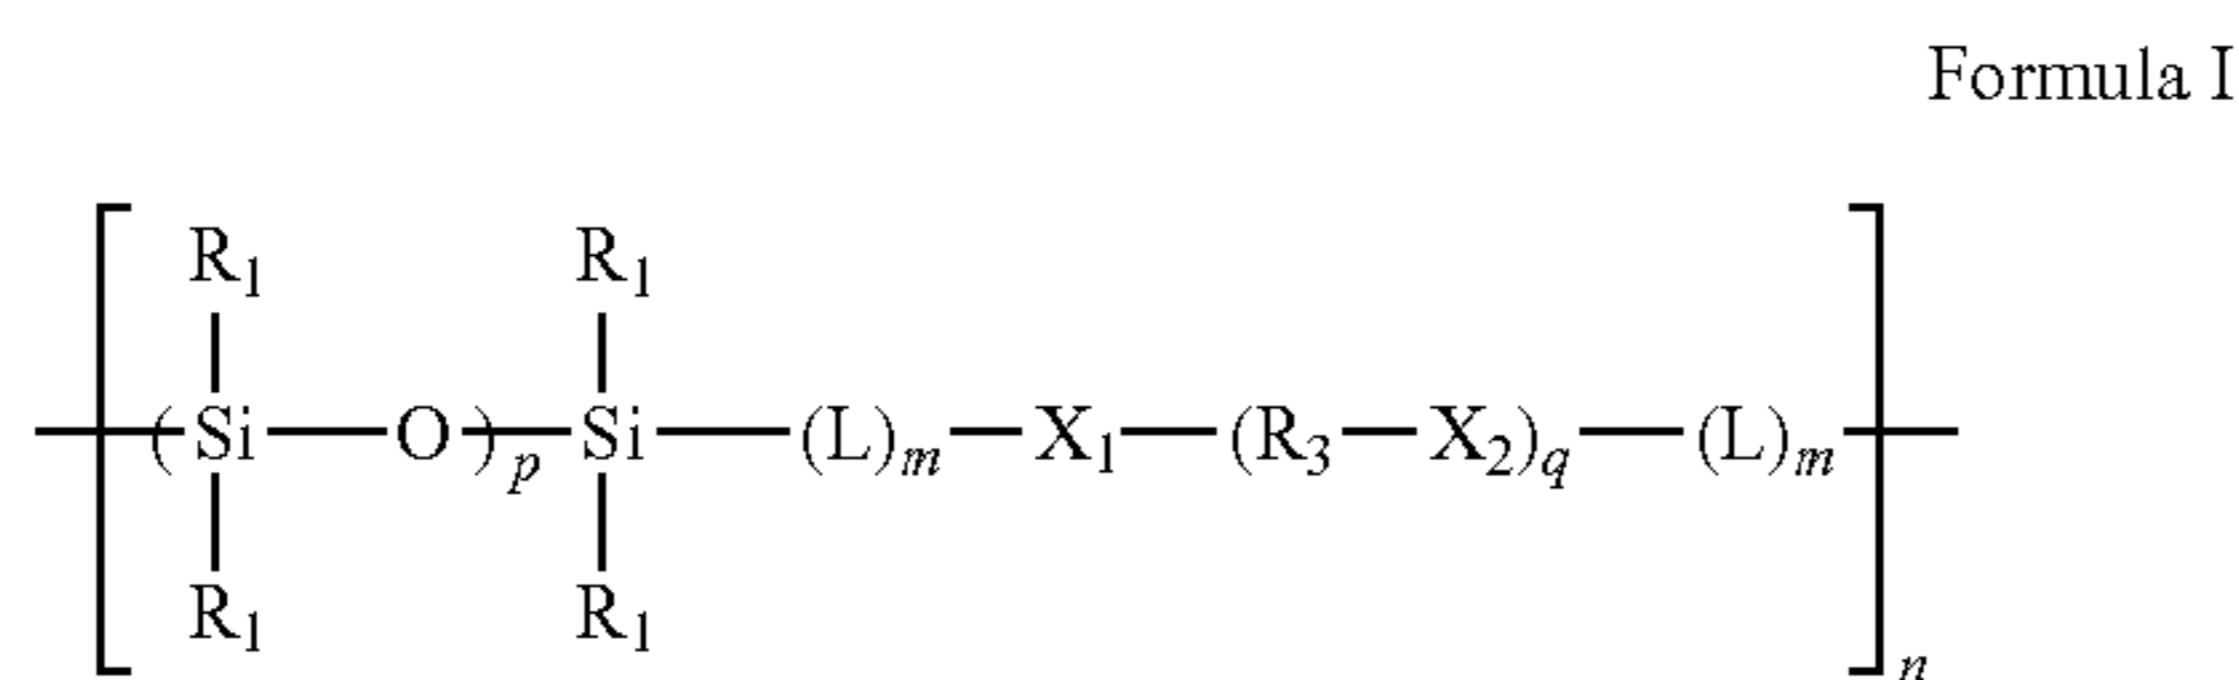 Formula I
R₁ R₁
(Si—O)ₚ—Si—(L)ₘ—X₁—(R₃—X₂)q—(L)ₘ
R₁ R₁
n